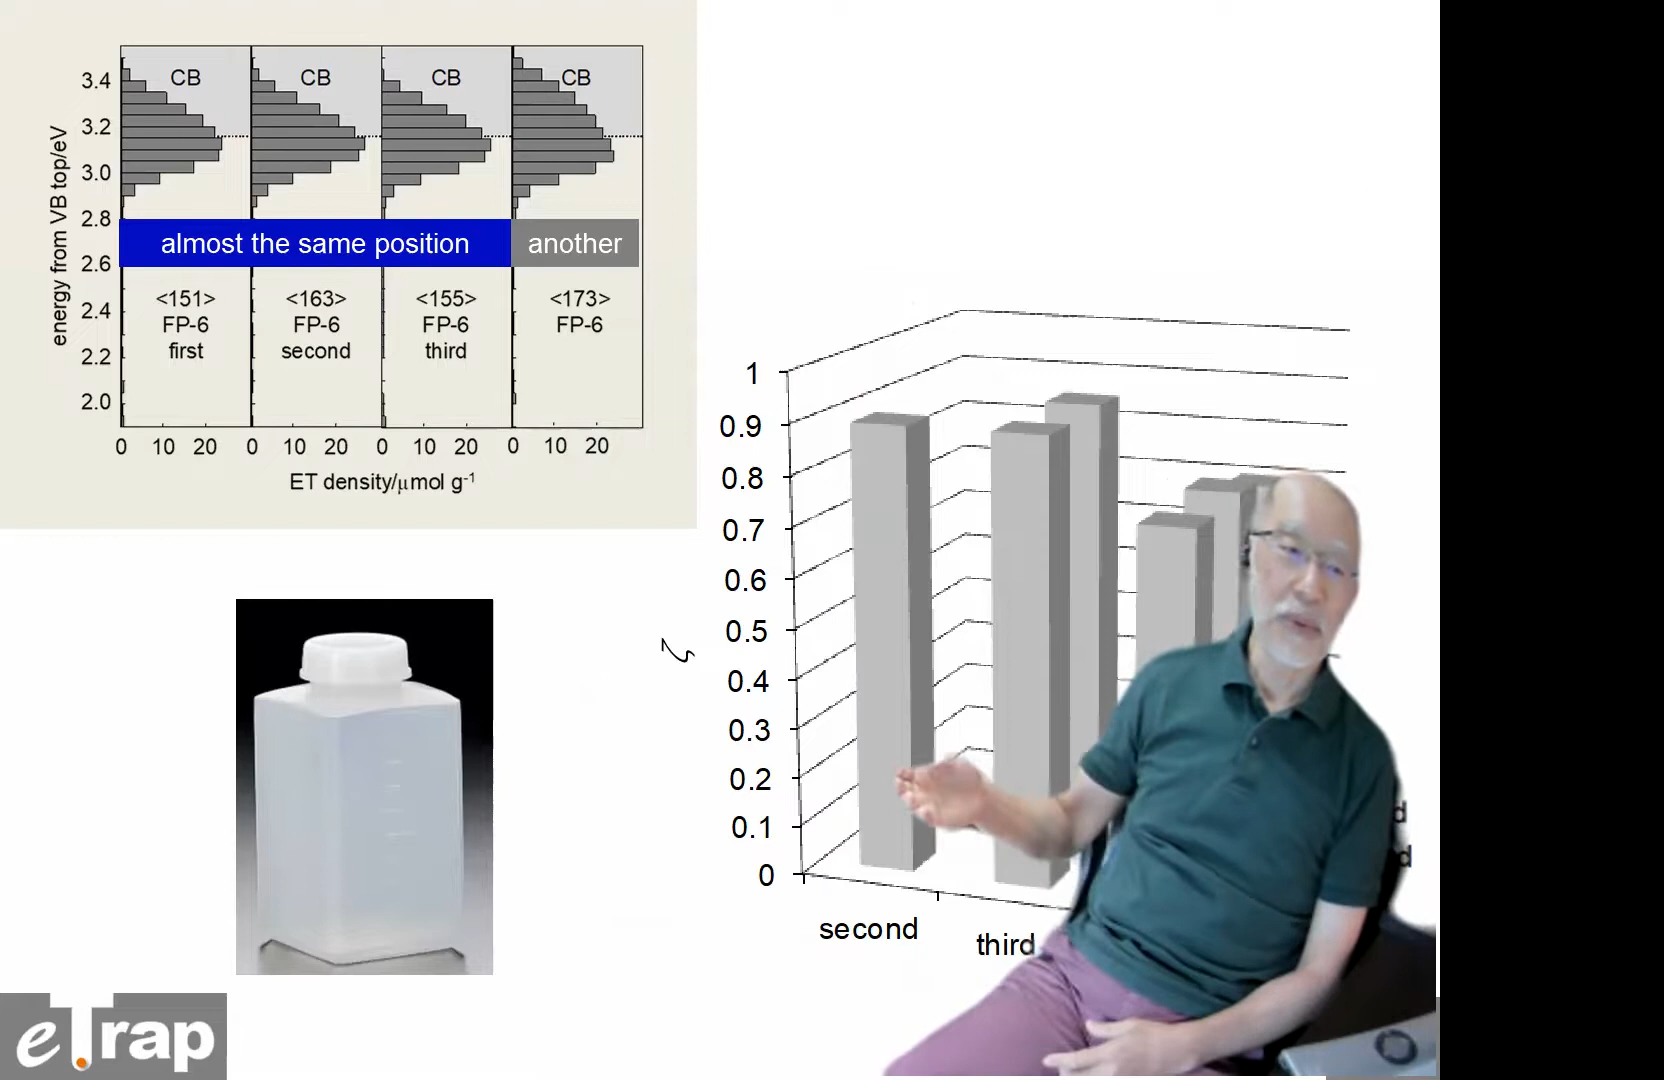 CB CB CB CB
3.4
3.2
3.0
2.8
2.6
2.4
2.2
2.0
energy from VB top/eV
almost the same position another
<151> <163> <155> <173>
FP-6 FP-6 FP-6 FP-6
first second third
0 10 20 0 10 20 0 10 20 0 10 20
ET density/μmol g⁻¹
1
0.9
0.8
0.7
0.6
0.5
0.4
0.3
0.2
0.1
0
ζ
second
third
eTrap